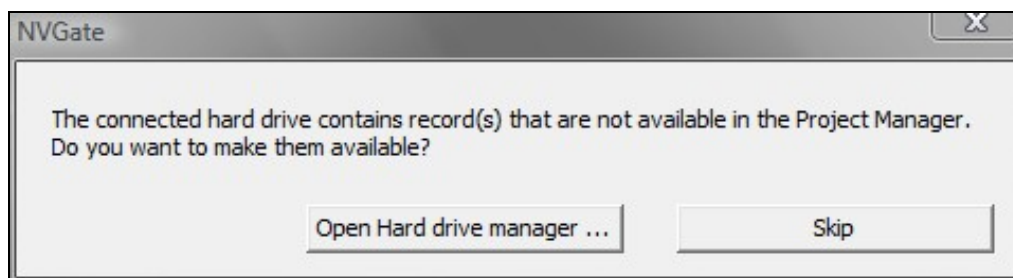 NVGate
The connected hard drive contains record(s) that are not available in the Project Manager.
Do you want to make them available?
Open Hard drive manager ... Skip